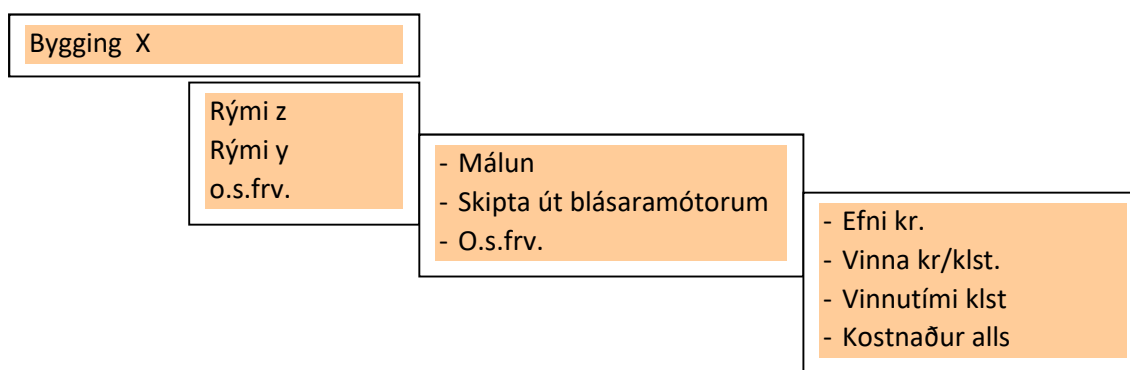 Bygging  X
Rými z
Rými y
o.s.frv.
- Málun
- Skipta út blásaramótorum
- O.s.frv.
- Efni kr.
- Vinna kr/klst.
- Vinnutími klst
- Kostnaður alls